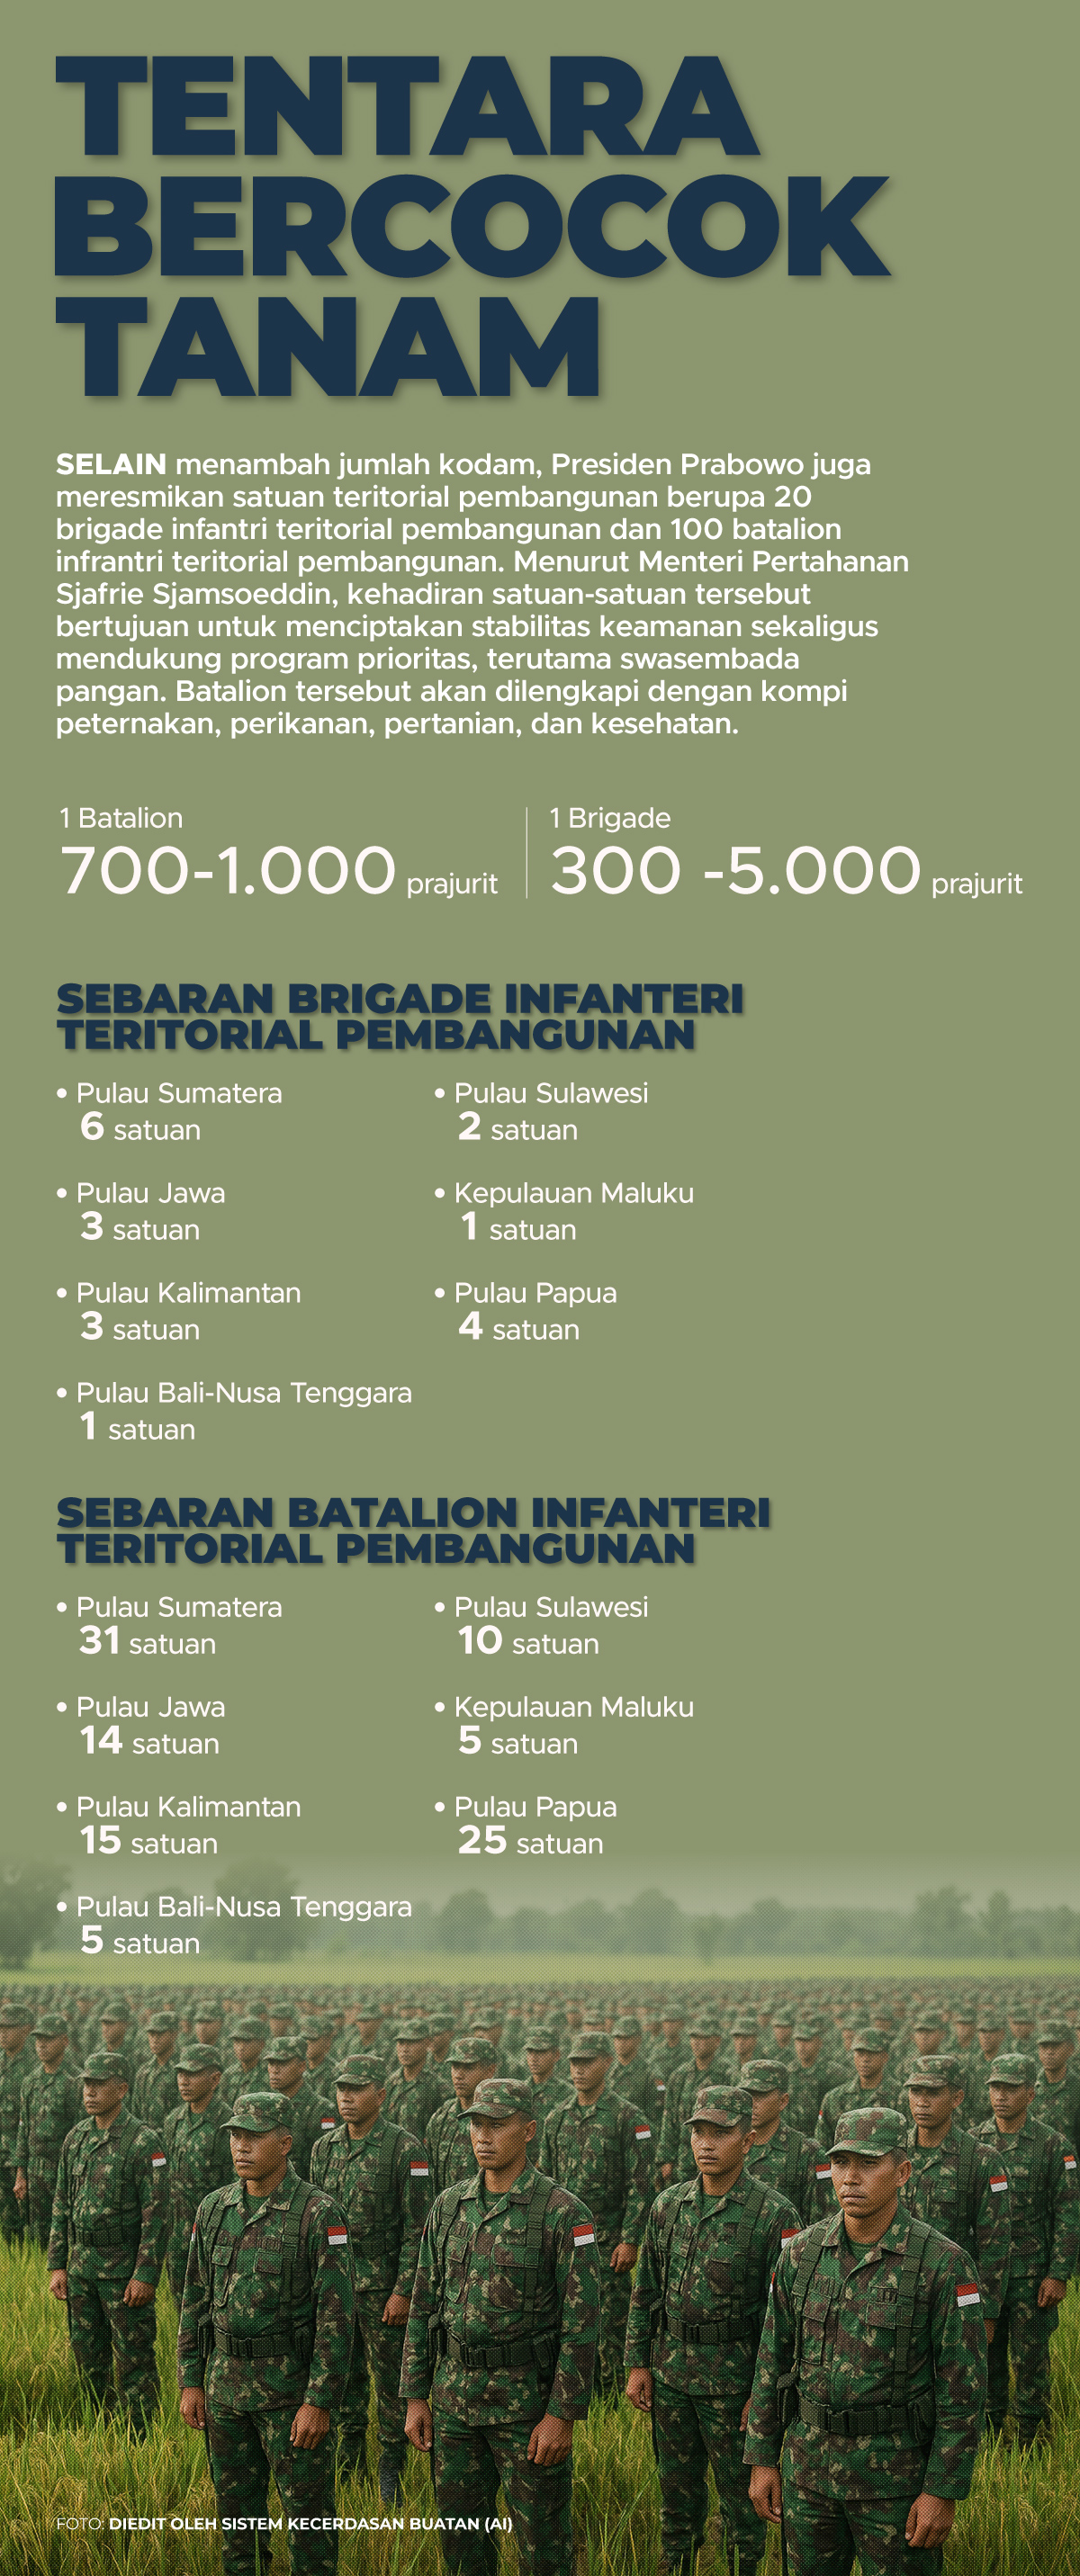 TENTARA
BERCOCOK
TANAM
SELAIN menambah jumlah kodam, Presiden Prabowo juga
meresmikan satuan teritorial pembangunan berupa 20
brigade infantri teritorial pembangunan dan 100 batalion
infrantri teritorial pembangunan. Menurut Menteri Pertahanan
Sjafrie Sjamsoeddin, kehadiran satuan-satuan tersebut
bertujuan untuk menciptakan stabilitas keamanan sekaligus
mendukung program prioritas, terutama swasembada
pangan. Batalion tersebut akan dilengkapi dengan kompi
peternakan, perikanan, pertanian, dan kesehatan.
1 Batalion
700-1.000 prajurit
1 Brigade
300 -5.000 prajurit
SEBARAN BRIGADE INFANTERI
TERITORIAL PEMBANGUNAN
• Pulau Sumatera
6 satuan
• Pulau Jawa
3 satuan
• Pulau Kalimantan
3 satuan
• Pulau Bali-Nusa Tenggara
1 satuan
• Pulau Sulawesi
2 satuan
• Kepulauan Maluku
1 satuan
• Pulau Papua
4 satuan
SEBARAN BATALION INFANTERI
TERITORIAL PEMBANGUNAN
• Pulau Sumatera
31 satuan
• Pulau Jawa
14 satuan
• Pulau Kalimantan
15 satuan
• Pulau Bali-Nusa Tenggara
5 satuan
• Pulau Sulawesi
10 satuan
• Kepulauan Maluku
5 satuan
• Pulau Papua
25 satuan
FOTO: DIEDIT OLEH SISTEM KECERDASAN BUATAN (AI)